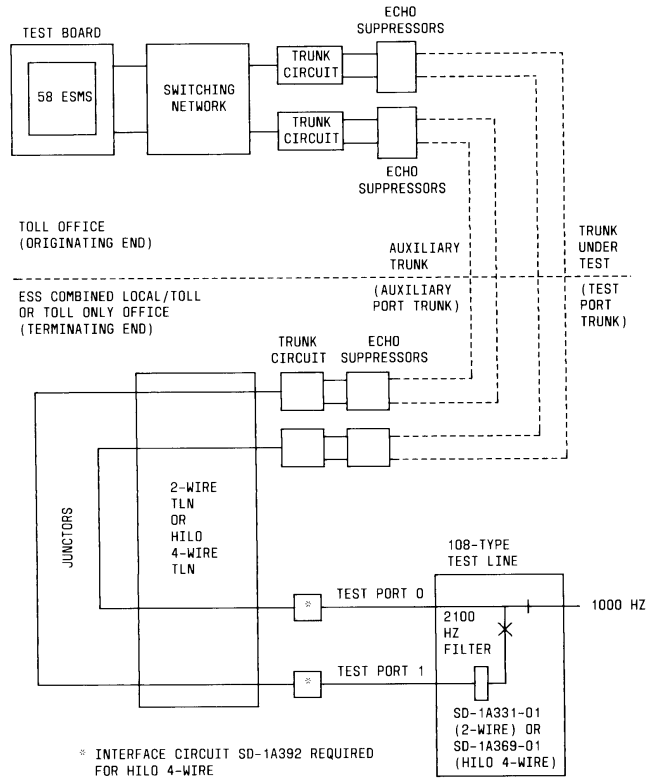 ECHO
SUPPRESSORS
TEST BOARD
58 ESMS
SWITCHING
NETWORK
TRUNK
CIRCUIT
TRUNK
CIRCUIT
ECHO
SUPPRESSORS
TOLL OFFICE
(ORIGINATING END)
AUXILIARY
TRUNK
TRUNK
UNDER
TEST
ESS COMBINED LOCAL/TOLL
OR TOLL ONLY OFFICE
(TERMINATING END)
(AUXILIARY
PORT TRUNK)
(TEST
PORT
TRUNK)
TRUNK
CIRCUIT
ECHO
SUPPRESSORS
JUNCTORS
2-WIRE
TLN
OR
HILO
4-WIRE
TLN
108-TYPE
TEST LINE
* TEST PORT 0
1000 HZ
2100
HZ
FILTER
* TEST PORT 1
SD-1A331-01
(2-WIRE) OR
SD-1A369-01
(HILO 4-WIRE)
* INTERFACE CIRCUIT SD-1A392 REQUIRED
FOR HILO 4-WIRE